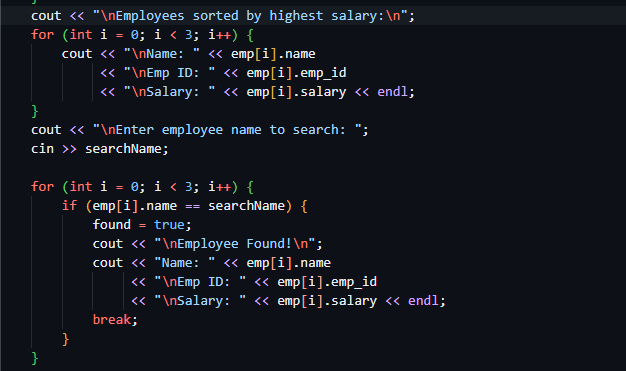 cout << "\nEmployees sorted by highest salary:\n";
for (int i = 0; i < 3; i++) {
    cout << "\nName: " << emp[i].name
         << "\nEmp ID: " << emp[i].emp_id
         << "\nSalary: " << emp[i].salary << endl;
}
cout << "\nEnter employee name to search: ";
cin >> searchName;

for (int i = 0; i < 3; i++) {
    if (emp[i].name == searchName) {
        found = true;
        cout << "\nEmployee Found!\n";
        cout << "Name: " << emp[i].name
             << "\nEmp ID: " << emp[i].emp_id
             << "\nSalary: " << emp[i].salary << endl;
        break;
    }
}